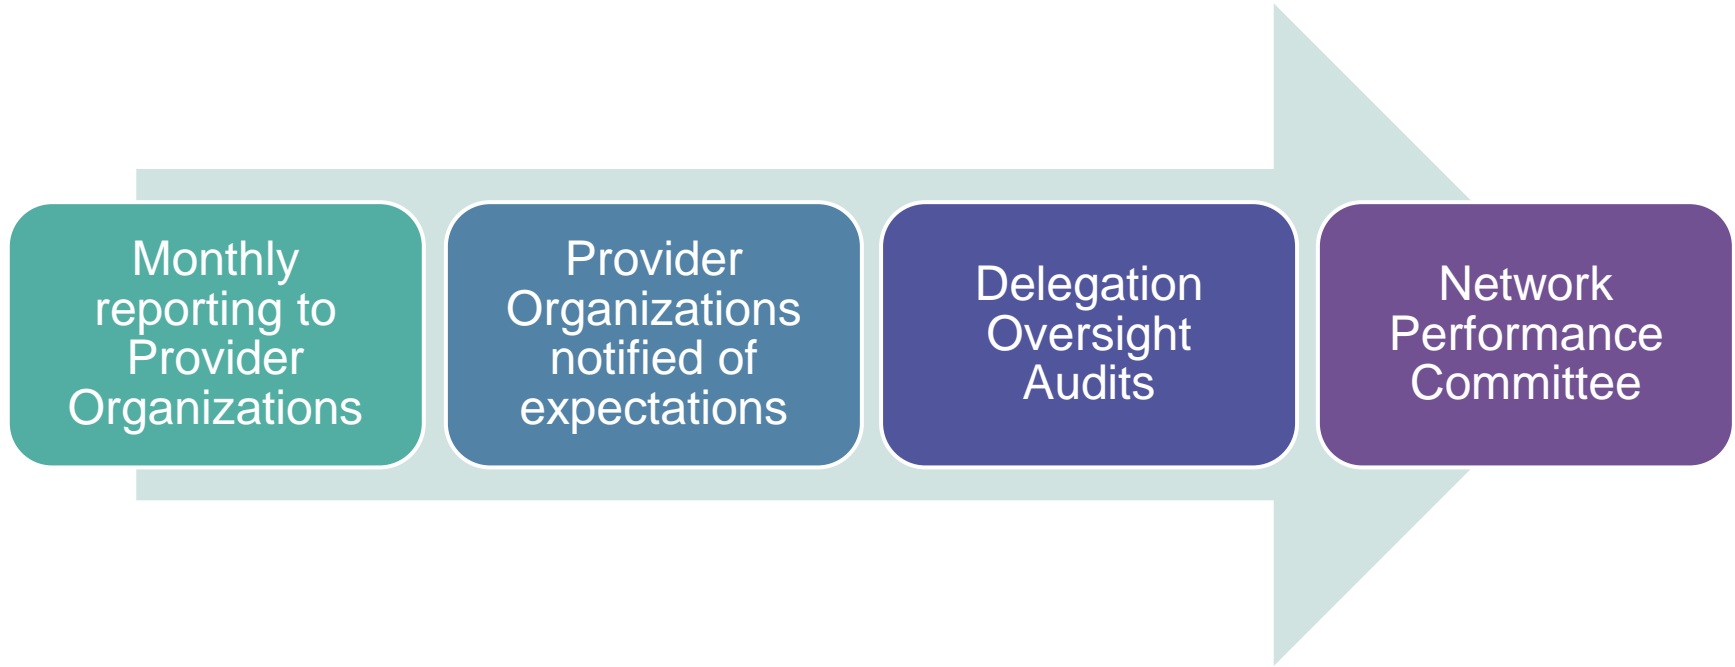 Monthly
reporting to
Provider
Organizations
Provider
Organizations
notified of
expectations
Delegation
Oversight
Audits
Network
Performance
Committee